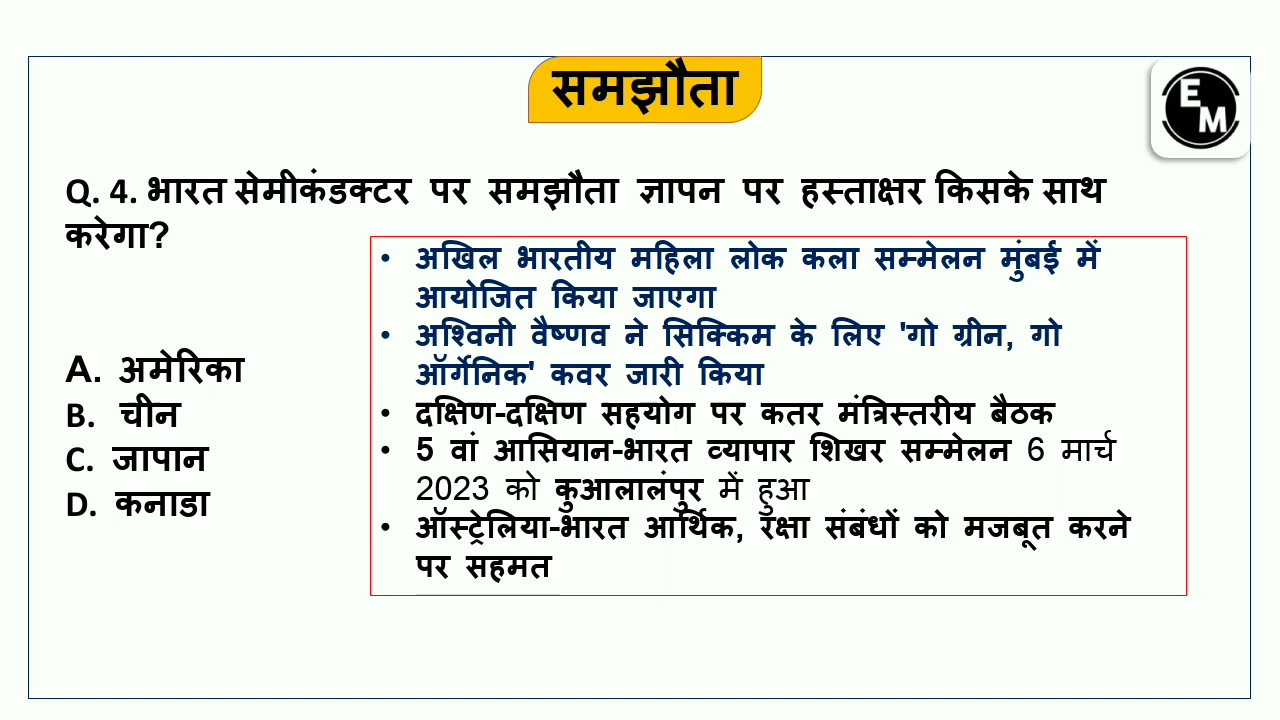 समझौता
EM
Q. 4. भारत सेमीकंडक्टर पर समझौता ज्ञापन पर हस्ताक्षर किसके साथ
करेगा?
A. अमेरिका
B. चीन
C. जापान
D. कनाडा
• अखिल भारतीय महिला लोक कला सम्मेलन मुंबई में
आयोजित किया जाएगा
• अश्विनी वैष्णव ने सिक्किम के लिए 'गो ग्रीन, गो
ऑर्गेनिक' कवर जारी किया
• दक्षिण-दक्षिण सहयोग पर कतर मंत्रिस्तरीय बैठक
• 5 वां आसियान-भारत व्यापार शिखर सम्मेलन 6 मार्च
2023 को कुआलालंपुर में हुआ
• ऑस्ट्रेलिया-भारत आर्थिक, रक्षा संबंधों को मजबूत करने
पर सहमत